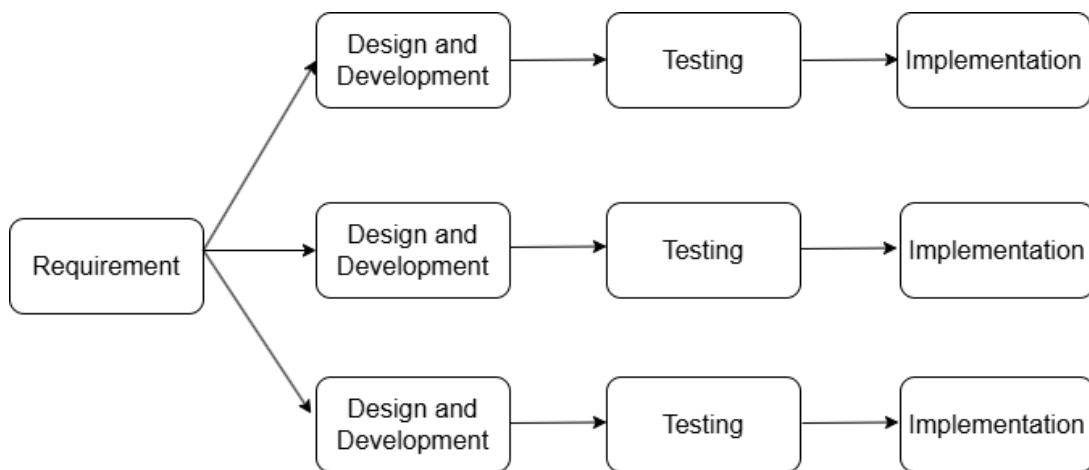 Design and
Development
Testing
Implementation
Requirement
Design and
Development
Testing
Implementation
Design and
Development
Testing
Implementation